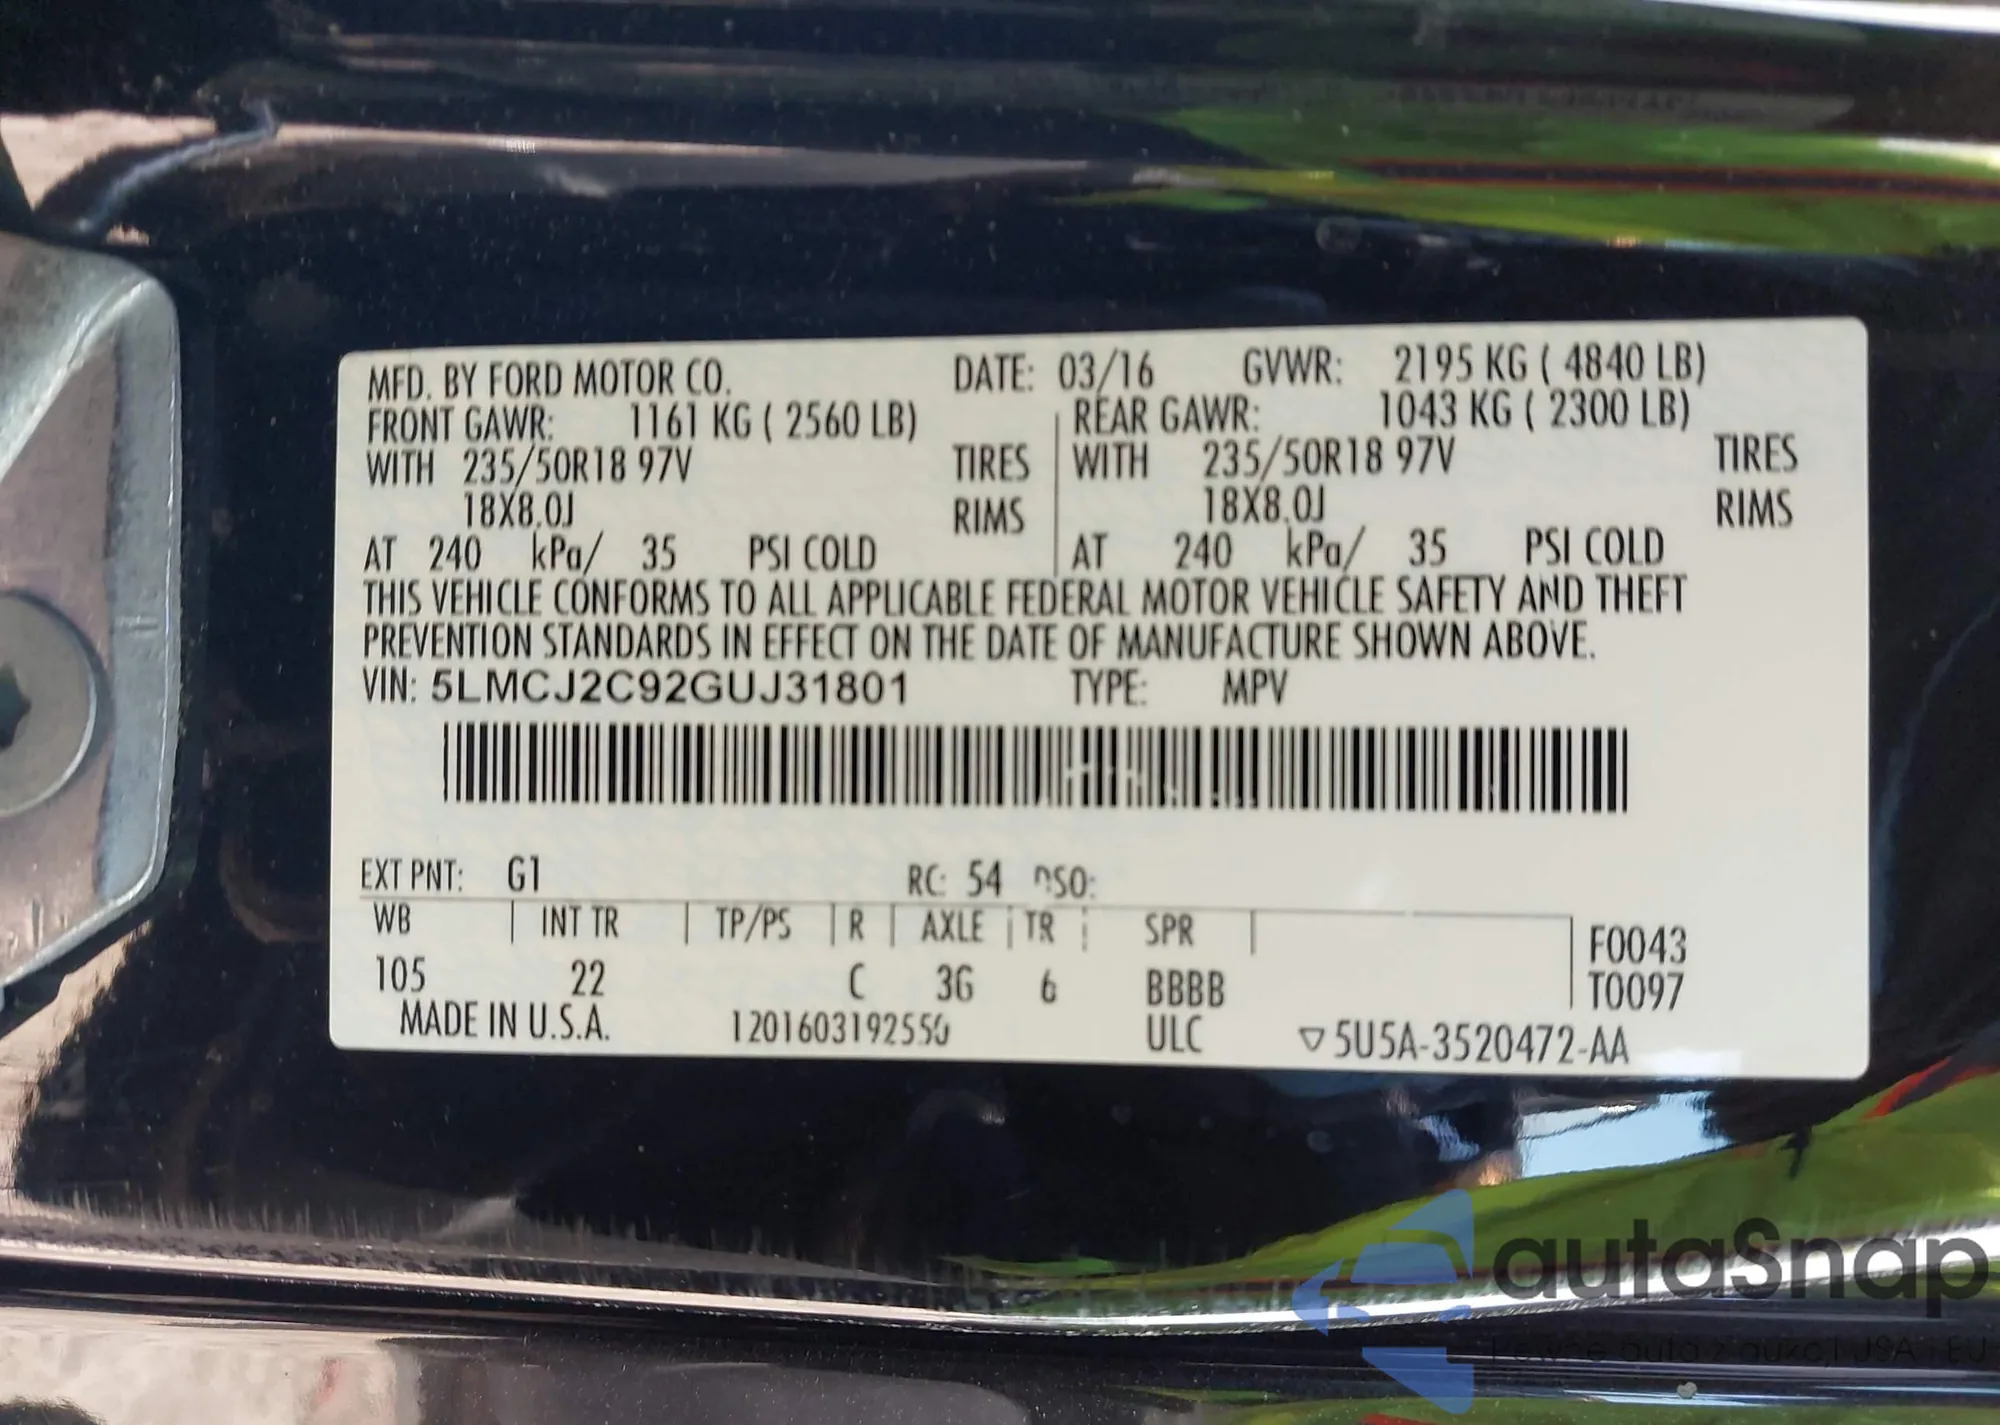 MFD. BY FORD MOTOR CO. DATE: 03/16 GVWR: 2195 KG ( 4840 LB)
FRONT GAWR: 1161 KG ( 2560 LB) REAR GAWR: 1043 KG ( 2300 LB)
WITH 235/50R18 97V TIRES WITH 235/50R18 97V TIRES
18X8.0J RIMS 18X8.0J RIMS
AT 240 kPa/ 35 PSI COLD AT 240 kPa/ 35 PSI COLD
THIS VEHICLE CONFORMS TO ALL APPLICABLE FEDERAL MOTOR VEHICLE SAFETY AND THEFT
PREVENTION STANDARDS IN EFFECT ON THE DATE OF MANUFACTURE SHOWN ABOVE.
VIN: 5LMCJ2C92GUJ31801 TYPE: MPV
EXT PNT: G1 RC: 54 DSO:
WB INT TR TP/PS R AXLE TR SPR
F0043
105 22 C 3G 6 BBBB T0097
MADE IN U.S.A. 1201603192550 ULC ▽5U5A-3520472-AA
autaSnap